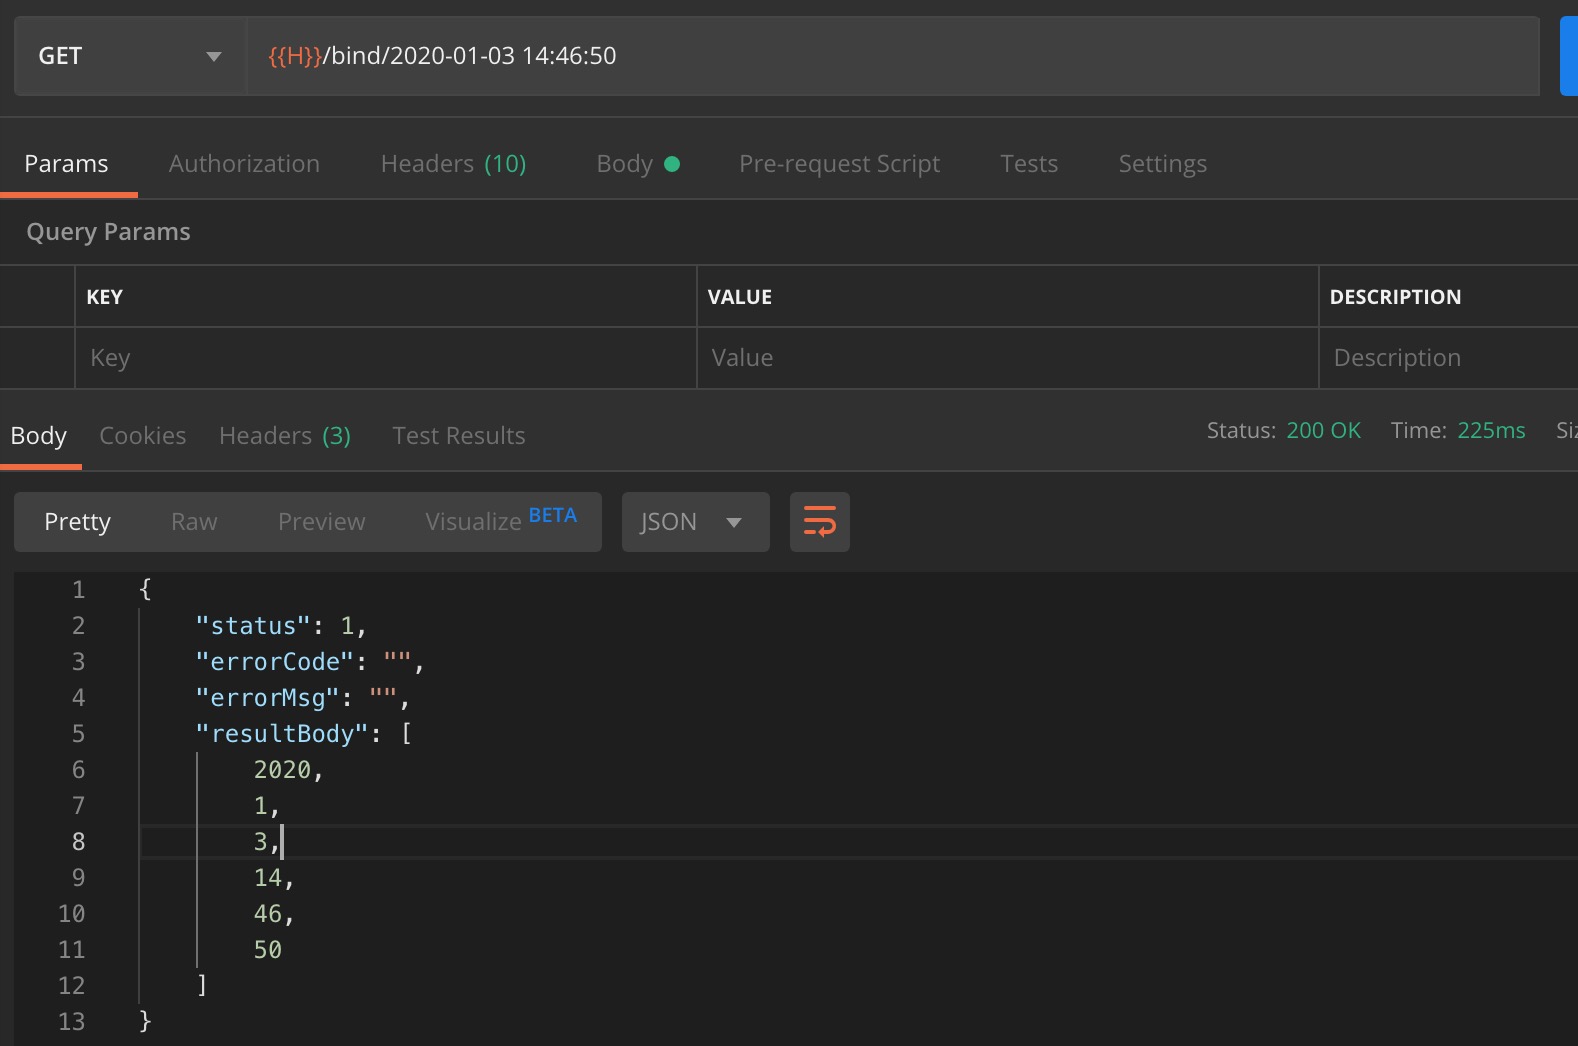 GET {{H}}/bind/2020-01-03 14:46:50
Params Authorization Headers (10) Body Pre-request Script Tests Settings
Query Params
KEY VALUE DESCRIPTION
Key Value Description
Body Cookies Headers (3) Test Results Status: 200 OK Time: 225ms
Pretty Raw Preview Visualize BETA JSON
1 {
2 "status": 1,
3 "errorCode": "",
4 "errorMsg": "",
5 "resultBody": [
6 2020,
7 1,
8 3,
9 14,
10 46,
11 50
12 ]
13 }